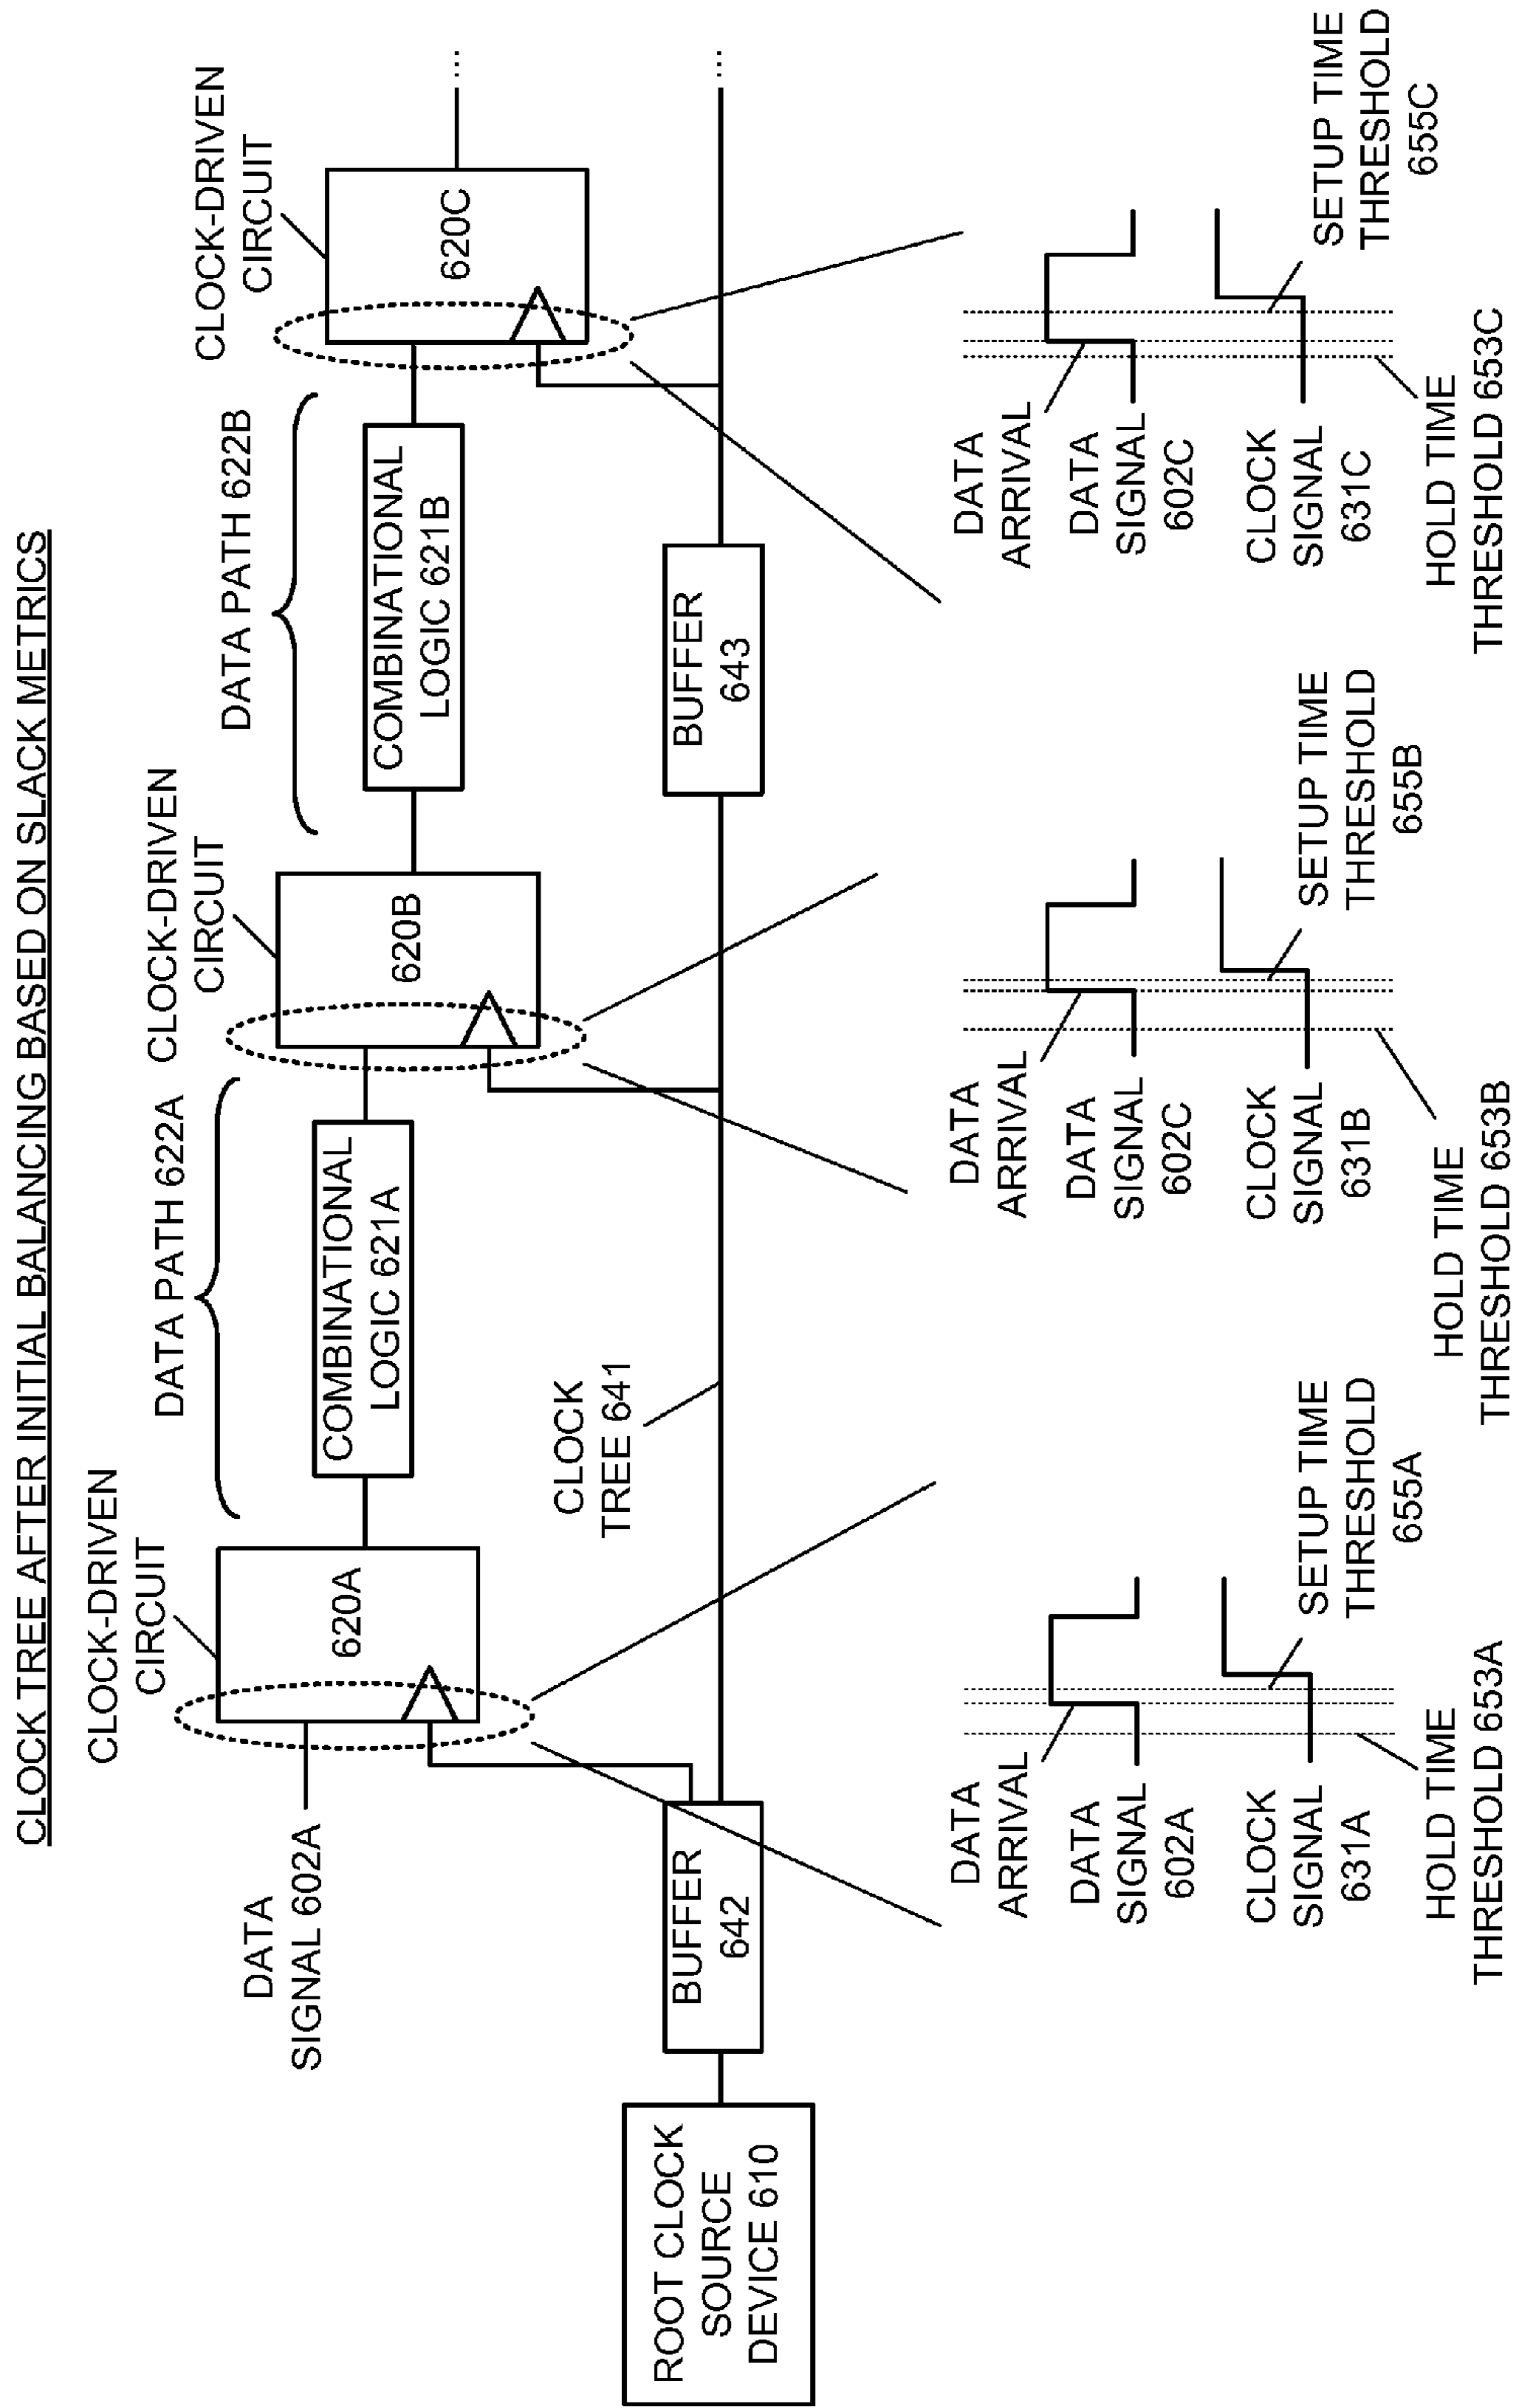 CLOCK TREE AFTER INITIAL BALANCING BASED ON SLACK METRICS
CLOCK-DRIVEN
CIRCUIT
DATA PATH 622A
CLOCK-DRIVEN
CIRCUIT
DATA PATH 622B
CLOCK-DRIVEN
CIRCUIT
DATA
SIGNAL 602A
620A
COMBINATIONAL
LOGIC 621A
620B
COMBINATIONAL
LOGIC 621B
620C
...
ROOT CLOCK
SOURCE
DEVICE 610
BUFFER
642
CLOCK
TREE 641
BUFFER
643
...
DATA
ARRIVAL
DATA
SIGNAL
602A
CLOCK
SIGNAL
631A
HOLD TIME
THRESHOLD 653A
SETUP TIME
THRESHOLD
655A
DATA
ARRIVAL
DATA
SIGNAL
602C
CLOCK
SIGNAL
631B
HOLD TIME
THRESHOLD 653B
SETUP TIME
THRESHOLD
655B
DATA
ARRIVAL
DATA
SIGNAL
602C
CLOCK
SIGNAL
631C
HOLD TIME
THRESHOLD 653C
SETUP TIME
THRESHOLD
655C